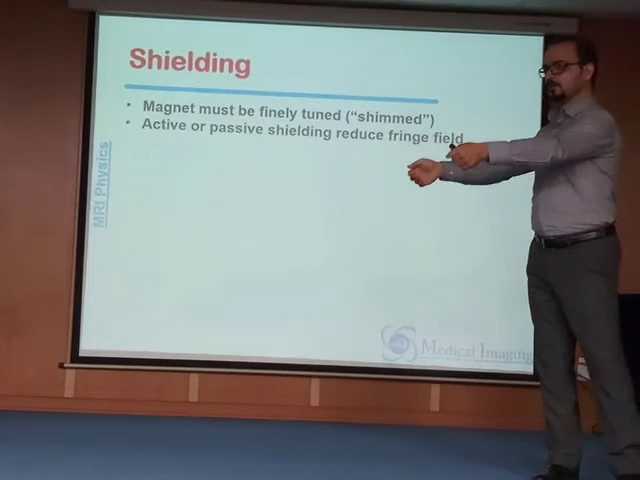 Shielding
• Magnet must be finely tuned (“shimmed”)
• Active or passive shielding reduce fringe field
MRI Physics
Medical Imaging